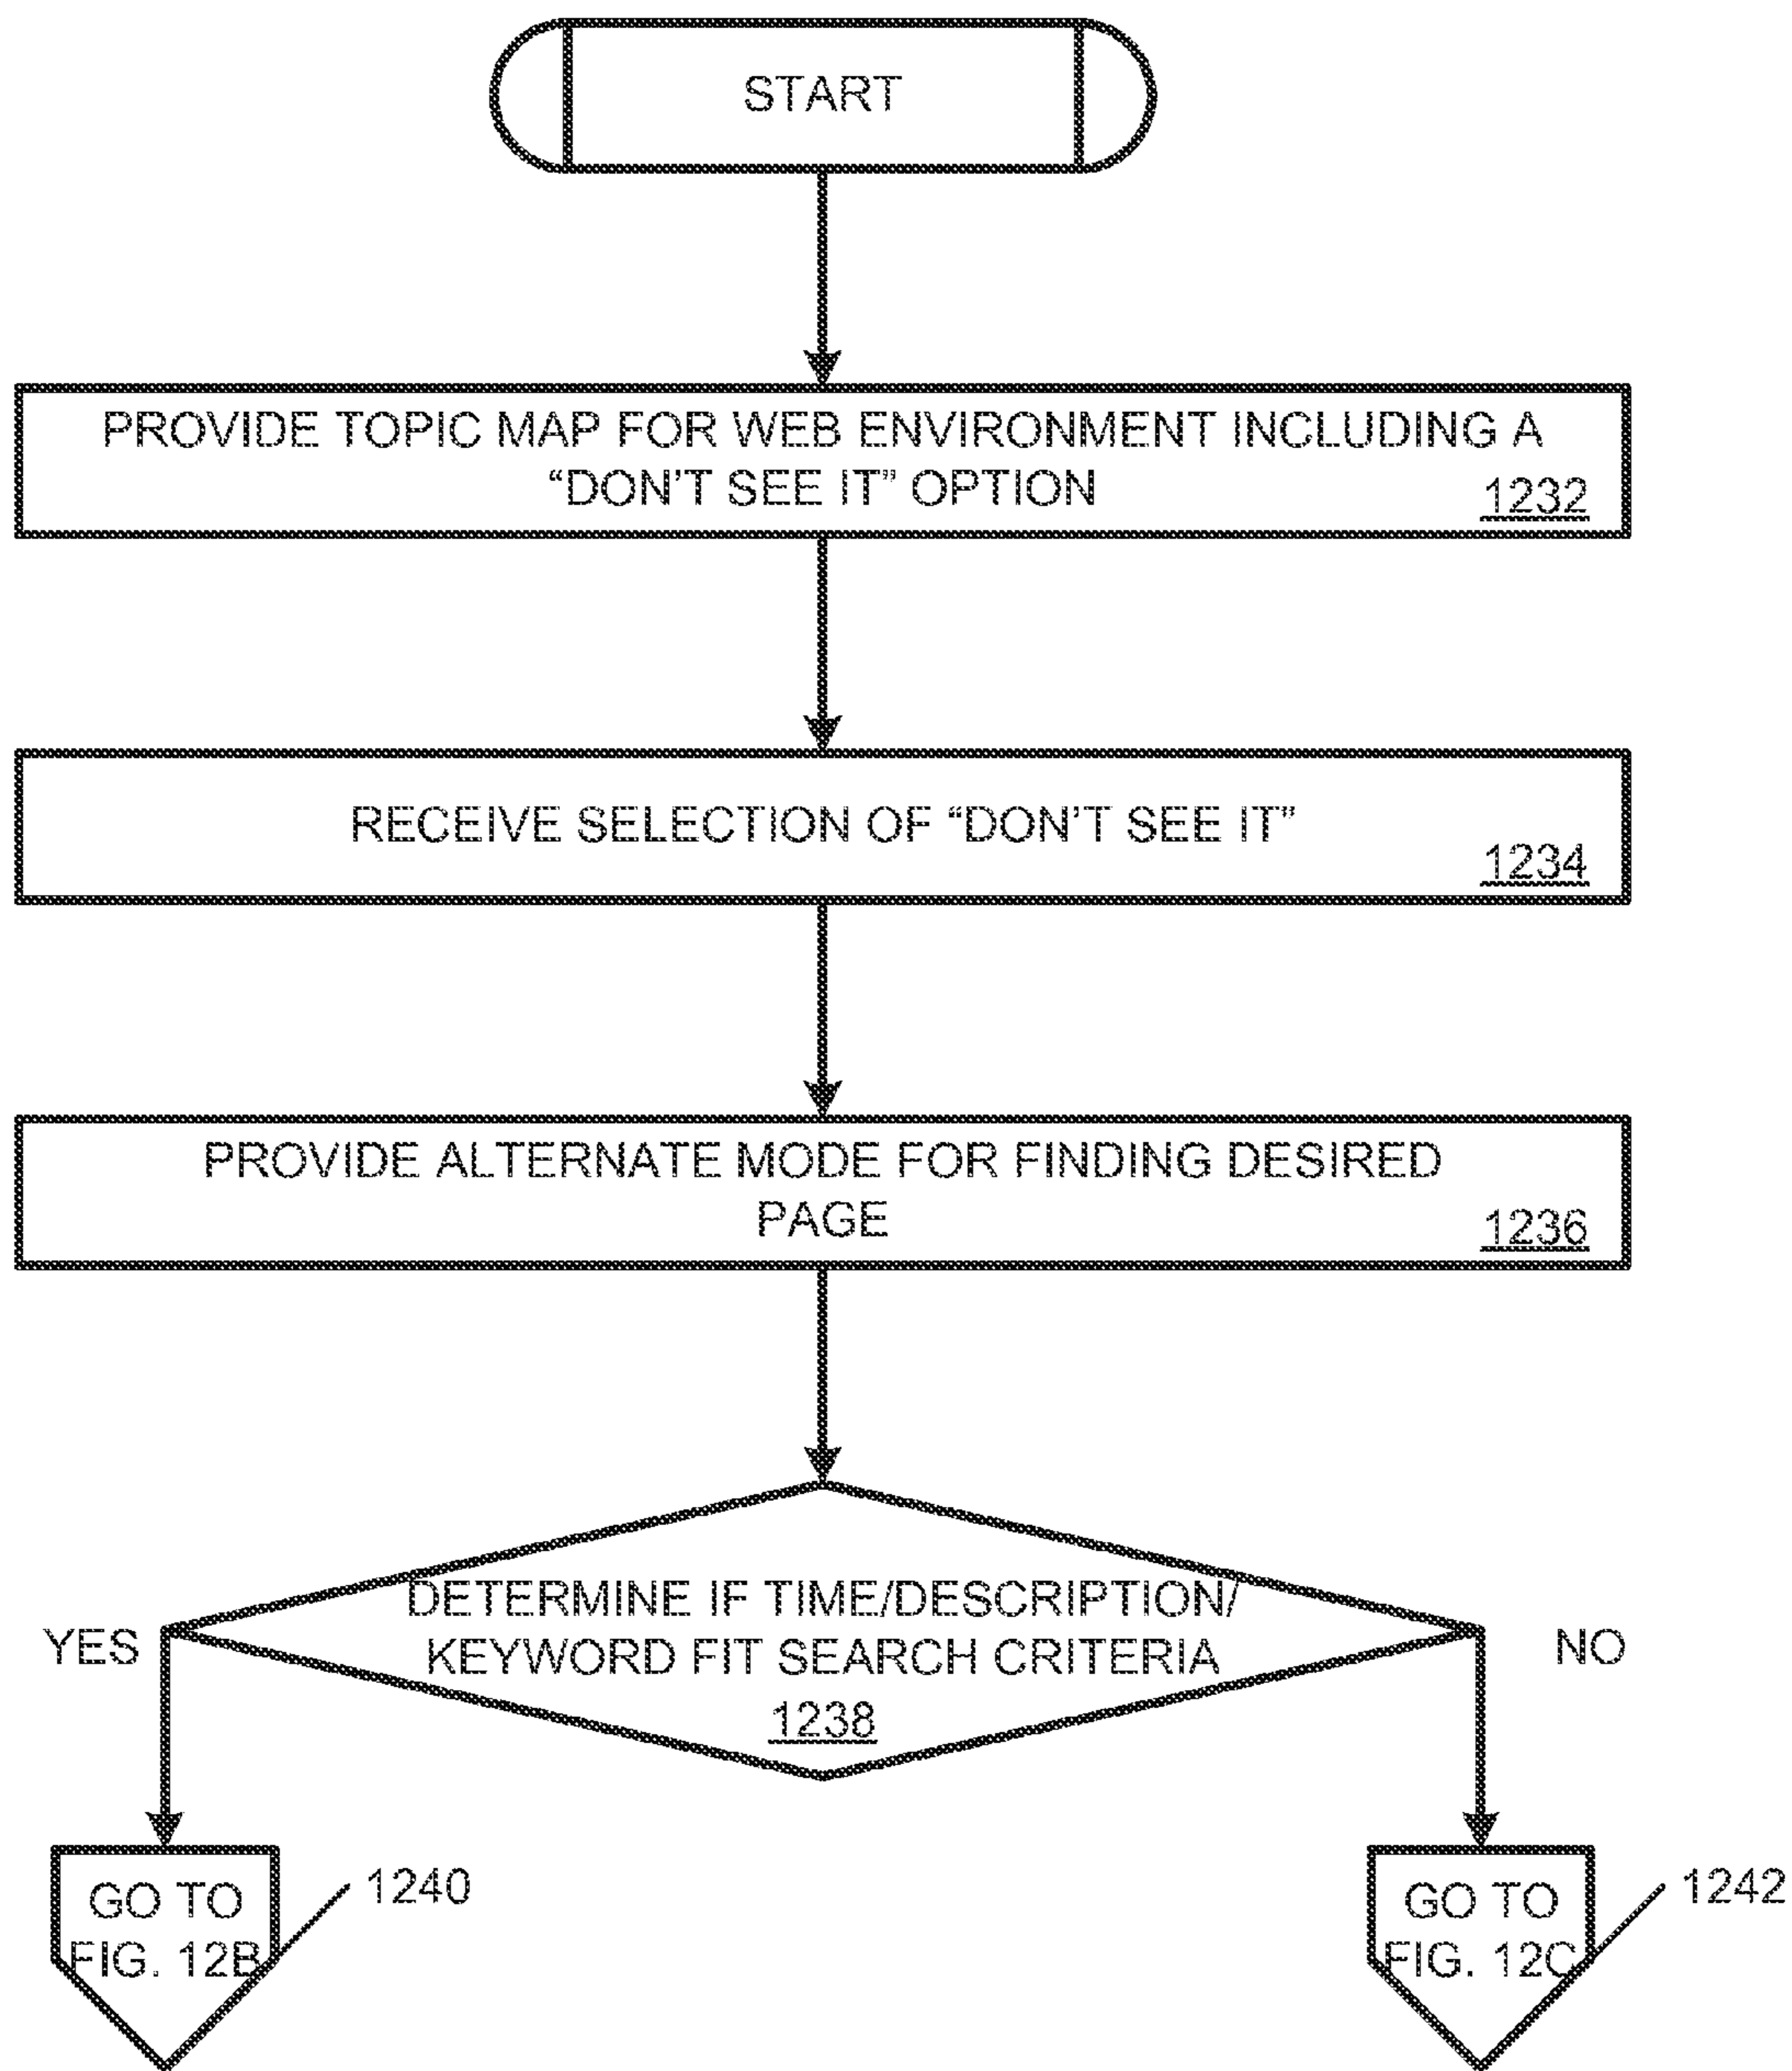 START
PROVIDE TOPIC MAP FOR WEB ENVIRONMENT INCLUDING A
“DON’T SEE IT” OPTION
1232
RECEIVE SELECTION OF “DON’T SEE IT”
1234
PROVIDE ALTERNATE MODE FOR FINDING DESIRED
PAGE
1236
DETERMINE IF TIME/DESCRIPTION/
KEYWORD FIT SEARCH CRITERIA
1238
YES
NO
GO TO
FIG. 12B
1240
GO TO
FIG. 12C
1242